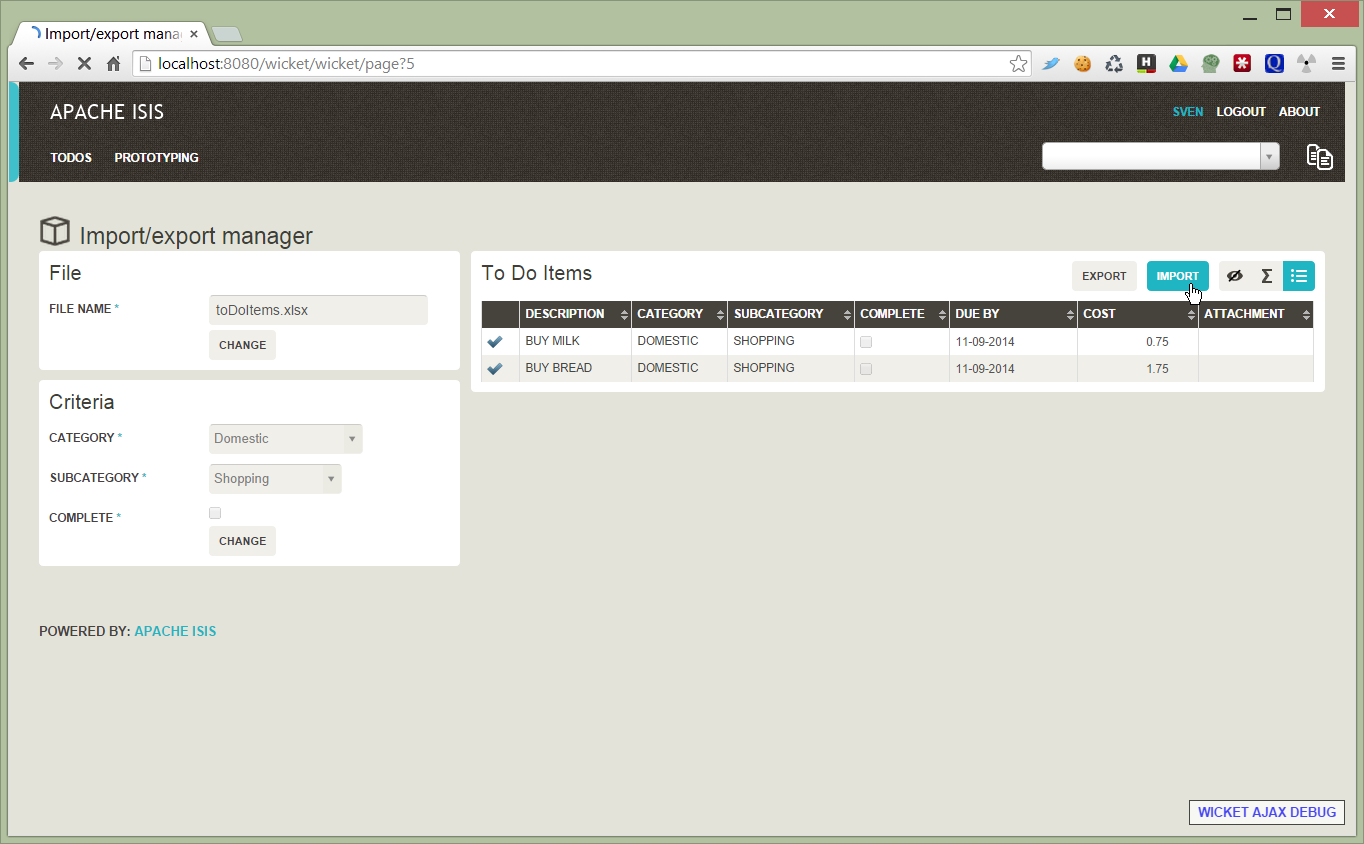 Import/export mana
localhost:8080/wicket/wicket/page?5
APACHE ISIS
SVEN LOGOUT ABOUT
TODOS PROTOTYPING
Import/export manager
File
FILE NAME *
toDoItems.xlsx
CHANGE
Criteria
CATEGORY *
Domestic
SUBCATEGORY *
Shopping
COMPLETE *
CHANGE
To Do Items
EXPORT IMPORT Σ
DESCRIPTION CATEGORY SUBCATEGORY COMPLETE DUE BY COST ATTACHMENT
BUY MILK DOMESTIC SHOPPING 11-09-2014 0.75
BUY BREAD DOMESTIC SHOPPING 11-09-2014 1.75
POWERED BY: APACHE ISIS
WICKET AJAX DEBUG